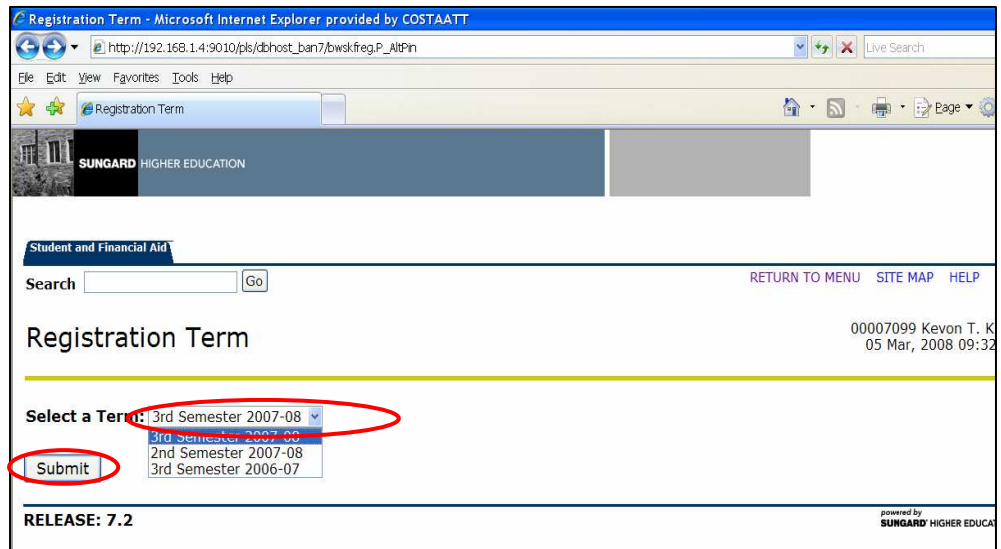 Registration Term - Microsoft Internet Explorer provided by COSTAATT
http://192.168.1.4:9010/pls/dbhost_ban7/bwskfreg.P_AltPin
Live Search
File Edit View Favorites Tools Help
Registration Term
Page
SUNGARD HIGHER EDUCATION
Student and Financial Aid
Search Go
RETURN TO MENU SITE MAP HELP
Registration Term
00007099 Kevon T. K
05 Mar, 2008 09:32
Select a Term: 3rd Semester 2007-08
3rd Semester 2007-08
2nd Semester 2007-08
Submit
3rd Semester 2006-07
RELEASE: 7.2
powered by
SUNGARD HIGHER EDUCAT